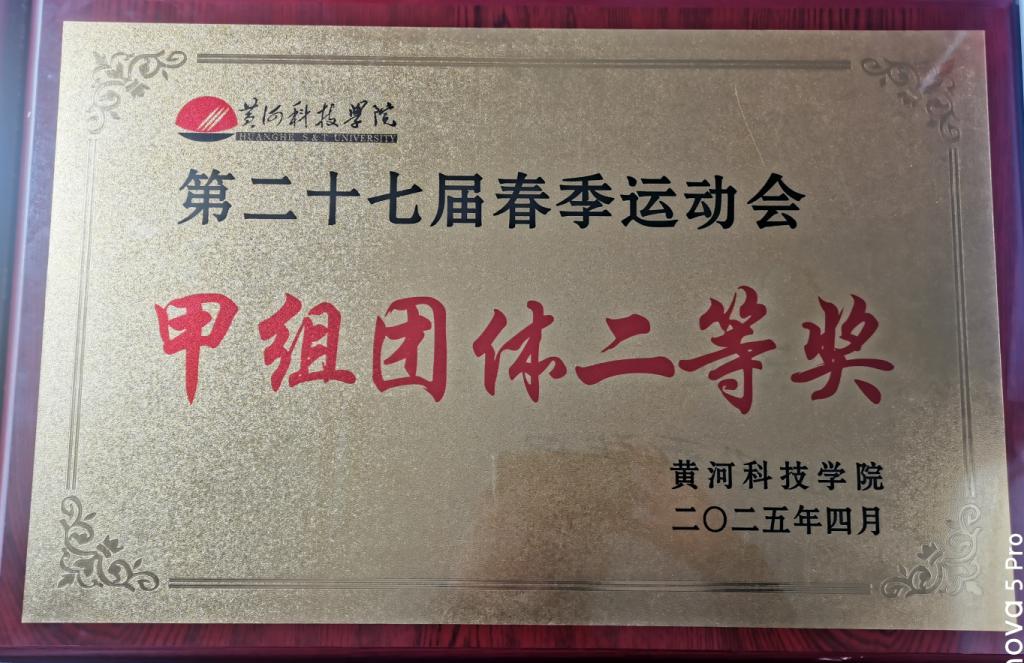 黄河科技学院
HUANGHE S&T UNIVERSITY
第二十七届春季运动会
甲组团体二等奖
黄河科技学院
二〇二五年四月
nova 5 Pro